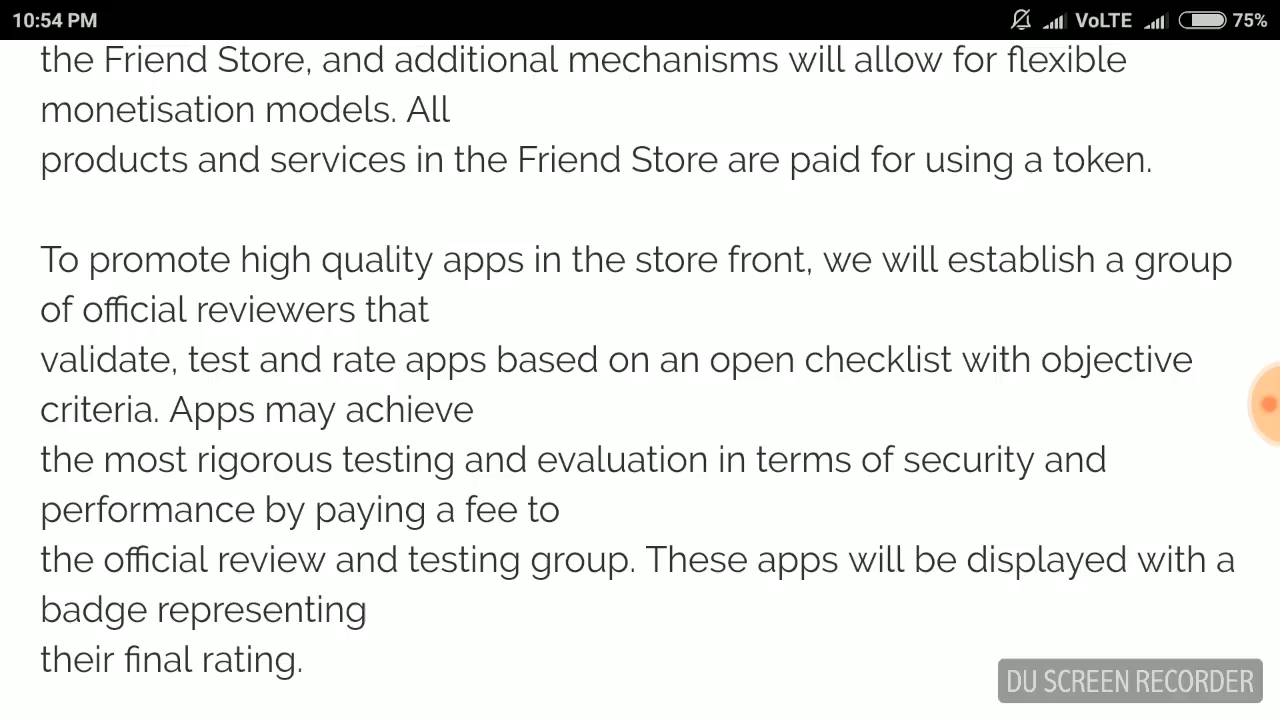 10:54 PM VoLTE 75%
the Friend Store, and additional mechanisms will allow for flexible
monetisation models. All
products and services in the Friend Store are paid for using a token.
To promote high quality apps in the store front, we will establish a group
of official reviewers that
validate, test and rate apps based on an open checklist with objective
criteria. Apps may achieve
the most rigorous testing and evaluation in terms of security and
performance by paying a fee to
the official review and testing group. These apps will be displayed with a
badge representing
their final rating.
DU SCREEN RECORDER